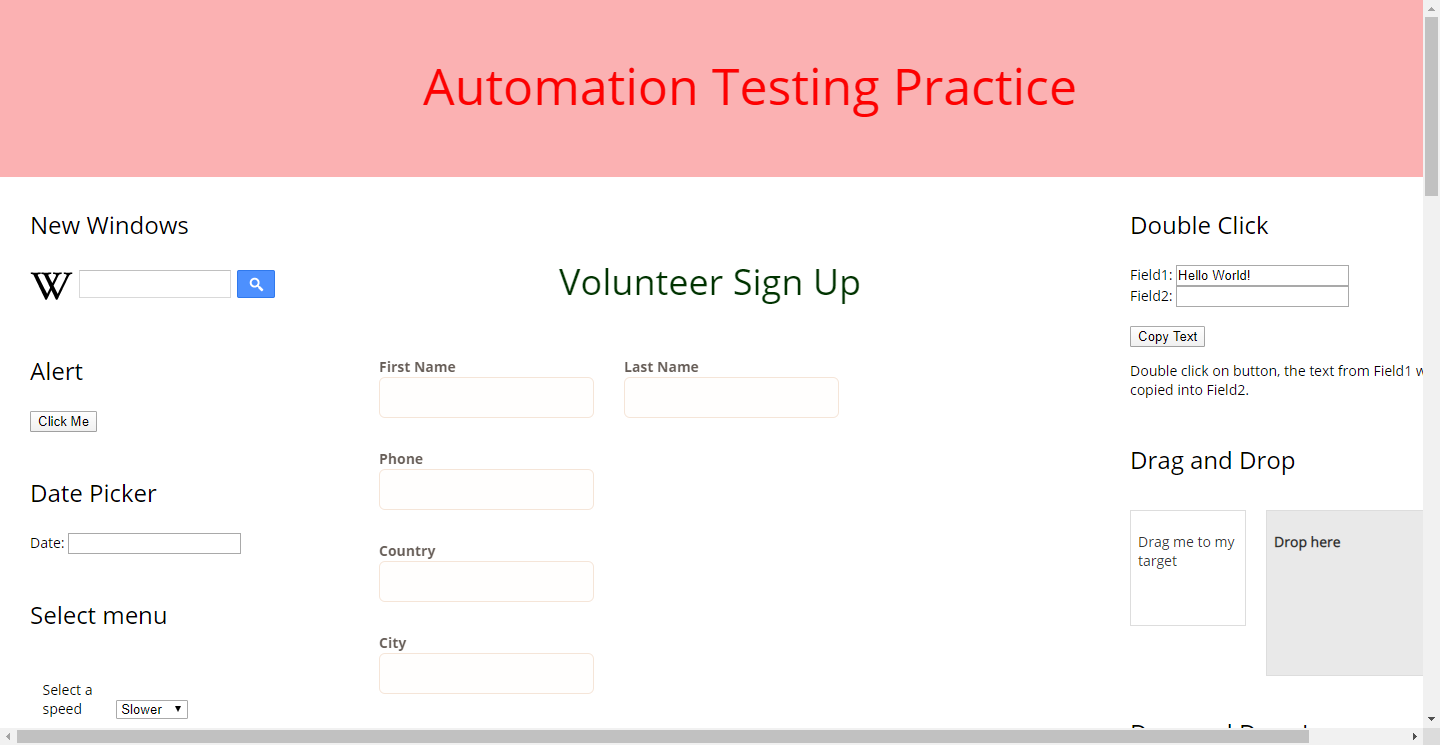 Automation Testing Practice
New Windows
W
Alert
Click Me
Date Picker
Date:
Select menu
Select a
speed
Slower
Volunteer Sign Up
First Name
Last Name
Phone
Country
City
Double Click
Field1: Hello World!
Field2:
Copy Text
Double click on button, the text from Field1 w
copied into Field2.
Drag and Drop
Drag me to my
target
Drop here